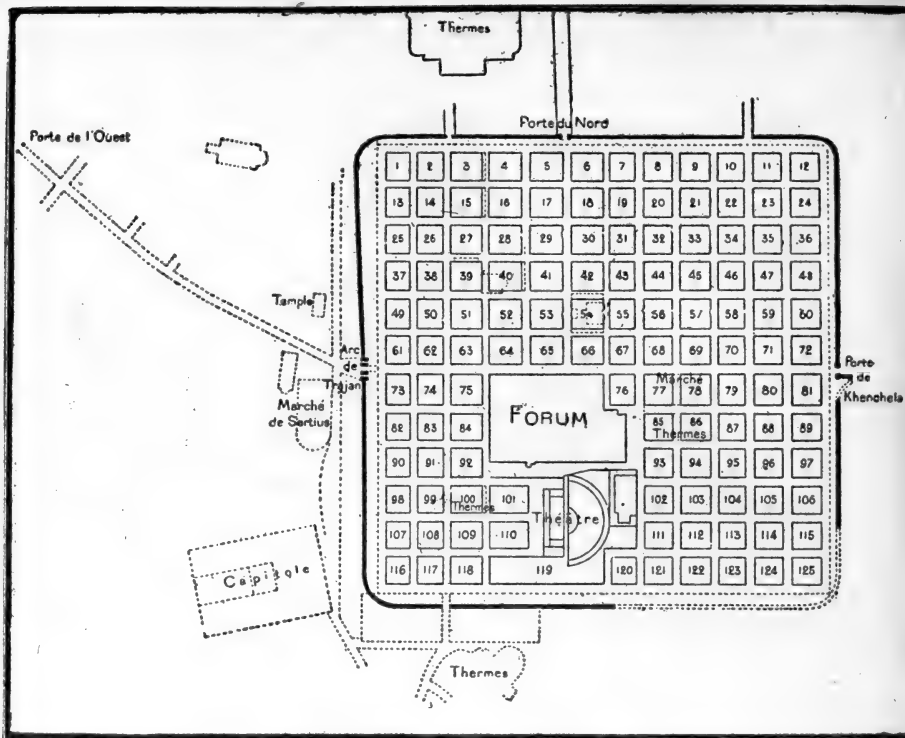 Thermes
Porte du Nord
Porte de l'Ouest
1 2 3 4 5 6 7 8 9 10 11 12
13 14 15 16 17 18 19 20 21 22 23 24
25 26 27 28 29 30 31 32 33 34 35 36
37 38 39 40 41 42 43 44 45 46 47 48
Temple
49 50 51 52 53 54 55 56 57 58 59 60
61 62 63 64 65 66 67 68 69 70 71 72
Arc
de
Trajan
Porte
de
Khenchela
73 74 75 76 77 78 79 80 81
Marché
FORUM
Marché
de Sertius
82 83 84 85 86 87 88 89
Thermes
90 91 92 93 94 95 96 97
98 99 100 101 102 103 104 105 106
Thermes
Théâtre
107 108 109 110 111 112 113 114 115
Capitole
116 117 118 119 120 121 122 123 124 125
Thermes